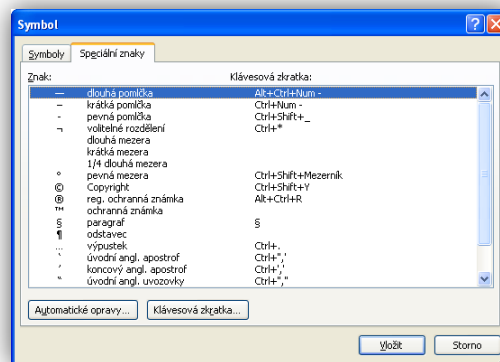 Symbol
Symboly Speciální znaky
Znak: Klávesová zkratka:
— dlouhá pomlčka Alt+Ctrl+Num -
– krátká pomlčka Ctrl+Num -
- pevná pomlčka Ctrl+Shift+_
¬ volitelné rozdělení Ctrl+*
dlouhá mezera
krátká mezera
1/4 dlouhá mezera
° pevná mezera Ctrl+Shift+Mezerník
© Copyright Ctrl+Shift+Y
® reg. ochranná známka Alt+Ctrl+R
™ ochranná známka
§ paragraf §
¶ odstavec
… výpustek Ctrl+.
‘ úvodní angl. apostrof Ctrl+",'
’ koncový angl. apostrof Ctrl+','
“ úvodní angl. uvozovky Ctrl+","
Automatické opravy... Klávesová zkratka...
Vložit Storno